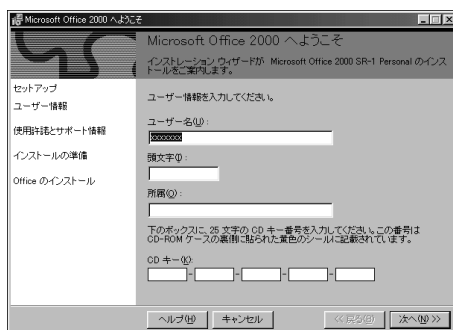 Microsoft Office 2000 へようこそ
Microsoft Office 2000 へようこそ
インストレーション ウィザードが Microsoft Office 2000 SR-1 Personal のインス
トールをご案内します。
セットアップ
ユーザー情報
使用許諾とサポート情報
インストールの準備
Office のインストール
ユーザー情報を入力してください。
ユーザー名(U):
xxxxxxx
頭文字(I):
所属(O):
下のボックスに、25 文字の CD キー番号を入力してください。この番号は
CD-ROM ケースの裏側に貼られた黄色のシールに記載されています。
CD キー(K):
- - - -
ヘルプ(H) キャンセル << 戻る(B) 次へ(N) >>